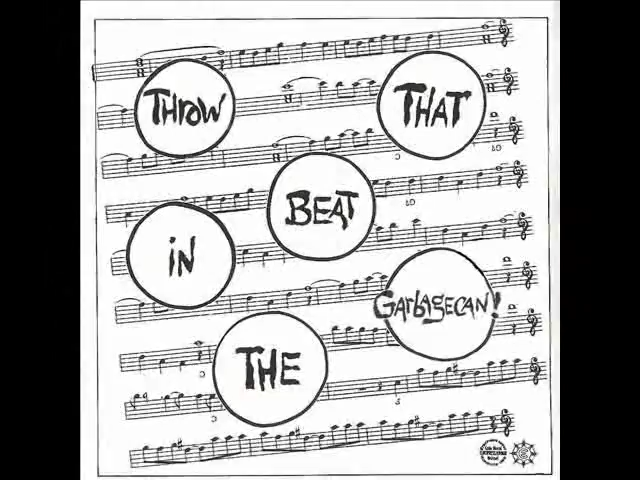 THROW
THAT
BEAT
IN
THE
GARBAGECAN!